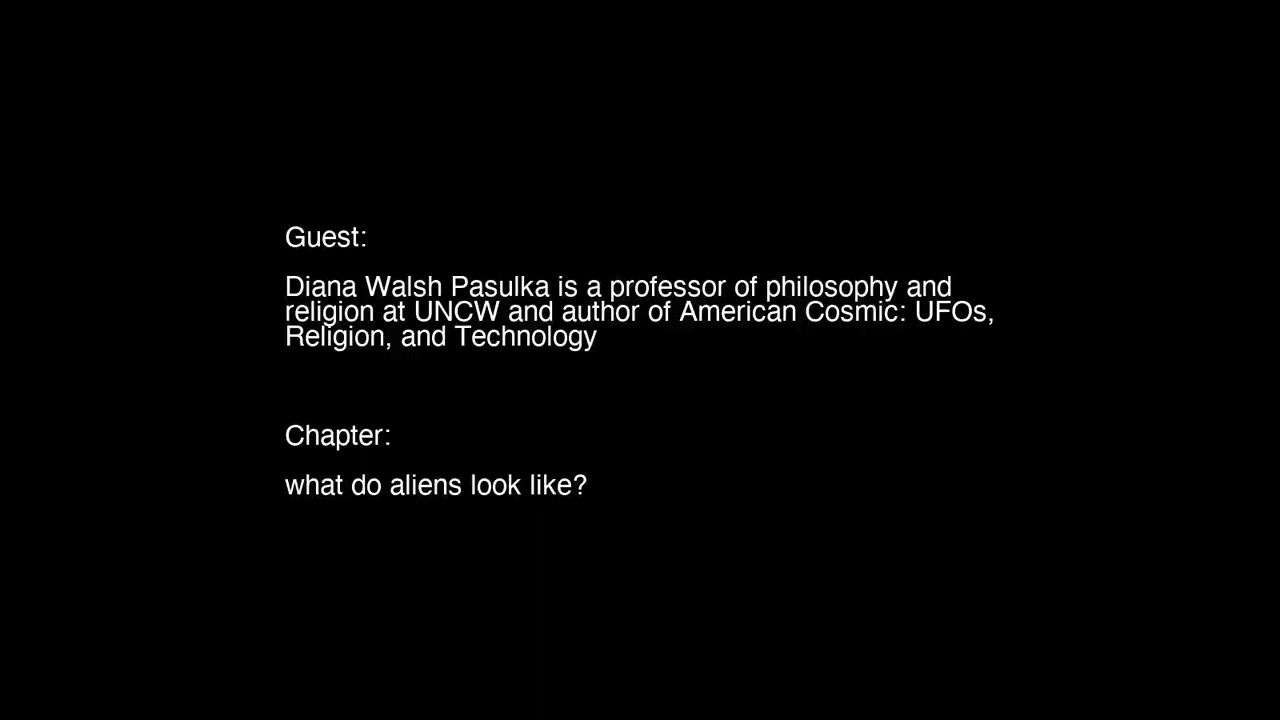 Guest:
Diana Walsh Pasulka is a professor of philosophy and
religion at UNCW and author of American Cosmic: UFOs,
Religion, and Technology
Chapter:
what do aliens look like?